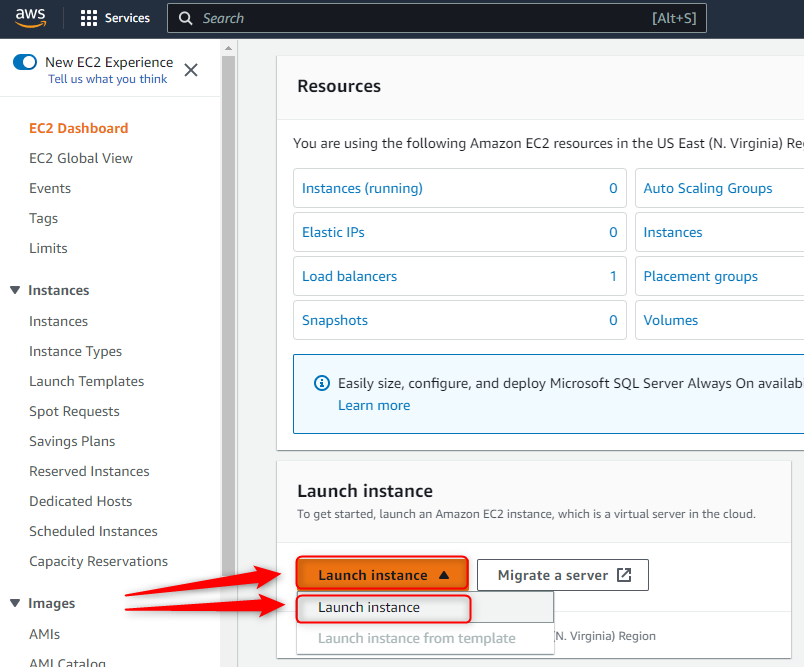 aws
Services
Search
[Alt+S]
New EC2 Experience
Tell us what you think
EC2 Dashboard
EC2 Global View
Events
Tags
Limits
Instances
Instances
Instance Types
Launch Templates
Spot Requests
Savings Plans
Reserved Instances
Dedicated Hosts
Scheduled Instances
Capacity Reservations
Images
AMIs
AMI Catalog
Resources
You are using the following Amazon EC2 resources in the US East (N. Virginia) Re
Instances (running) 0
Auto Scaling Groups
Elastic IPs 0
Instances
Load balancers 1
Placement groups
Snapshots 0
Volumes
Easily size, configure, and deploy Microsoft SQL Server Always On availab
Learn more
Launch instance
To get started, launch an Amazon EC2 instance, which is a virtual server in the cloud.
Launch instance
Migrate a server
Launch instance
Launch instance from template
(N. Virginia) Region